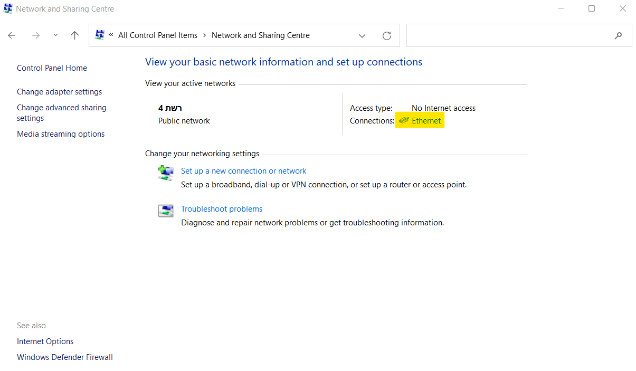 Network and Sharing Centre
« All Control Panel Items › Network and Sharing Centre
Control Panel Home
Change adapter settings
Change advanced sharing
settings
Media streaming options
View your basic network information and set up connections
View your active networks
רשת 4
Public network
Access type: No Internet access
Connections: Ethernet
Change your networking settings
Set up a new connection or network
Set up a broadband, dial-up or VPN connection, or set up a router or access point.
Troubleshoot problems
Diagnose and repair network problems or get troubleshooting information.
See also
Internet Options
Windows Defender Firewall